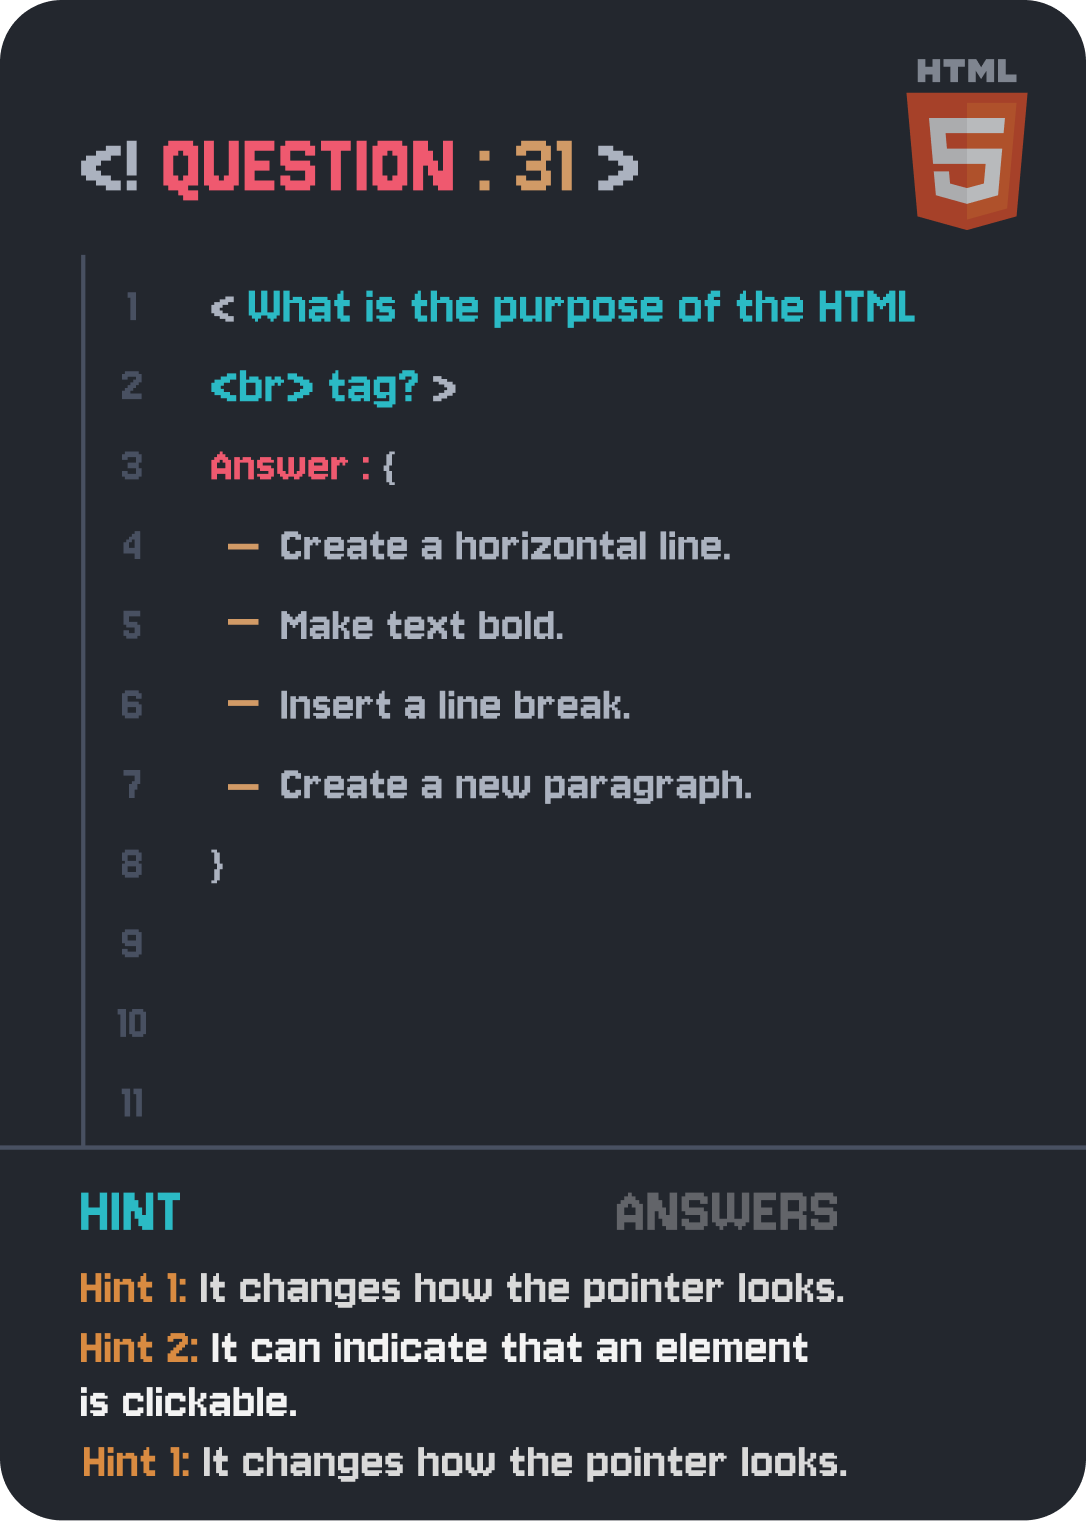 HTML
5
<! QUESTION : 31 >
1 < What is the purpose of the HTML
2 <br> tag? >
3 Answer : {
4 – Create a horizontal line.
5 – Make text bold.
6 – Insert a line break.
7 – Create a new paragraph.
8 }
9
10
11
HINT ANSWERS
Hint 1: It changes how the pointer looks.
Hint 2: It can indicate that an element
is clickable.
Hint 1: It changes how the pointer looks.